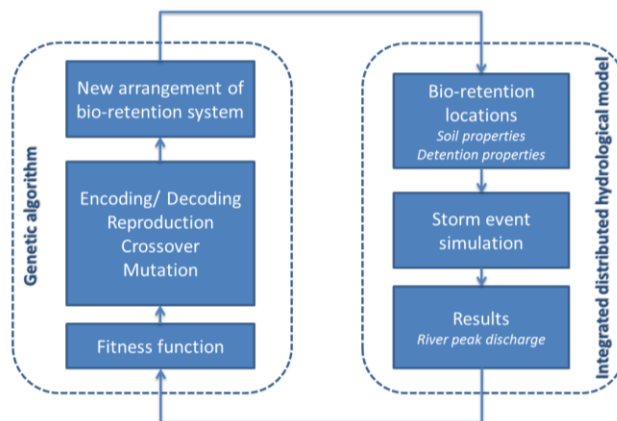 Genetic algorithm
New arrangement of
bio-retention system
Encoding/ Decoding
Reproduction
Crossover
Mutation
Fitness function
Bio-retention
locations
Soil properties
Detention properties
Storm event
simulation
Results
River peak discharge
Integrated distributed hydrological model